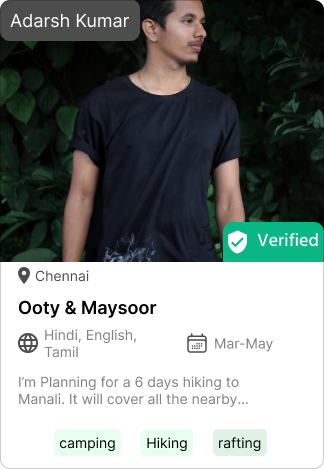 Adarsh Kumar
Verified
Chennai
Ooty & Maysoor
Hindi, English,
Tamil
Mar-May
I’m Planning for a 6 days hiking to
Manali. It will cover all the nearby...
camping
Hiking
rafting